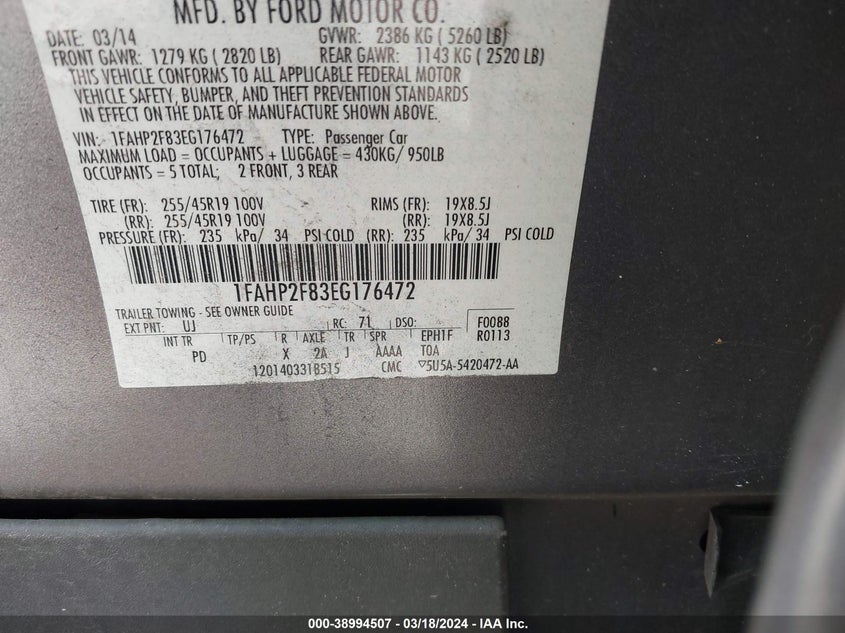 MFD. BY FORD MOTOR CO.
DATE: 03/14 GVWR: 2386 KG ( 5260 LB)
FRONT GAWR: 1279 KG ( 2820 LB) REAR GAWR: 1143 KG ( 2520 LB)
THIS VEHICLE CONFORMS TO ALL APPLICABLE FEDERAL MOTOR
VEHICLE SAFETY, BUMPER, AND THEFT PREVENTION STANDARDS
IN EFFECT ON THE DATE OF MANUFACTURE SHOWN ABOVE.
VIN: 1FAHP2F83EG176472 TYPE: Passenger Car
MAXIMUM LOAD = OCCUPANTS + LUGGAGE = 430KG/ 950LB
OCCUPANTS = 5 TOTAL; 2 FRONT, 3 REAR
TIRE (FR): 255/45R19 100V RIMS (FR): 19X8.5J
(RR): 255/45R19 100V (RR): 19X8.5J
PRESSURE (FR): 235 kPa/ 34 PSI COLD (RR): 235 kPa/ 34 PSI COLD
1FAHP2F83EG176472
TRAILER TOWING - SEE OWNER GUIDE
EXT PNT: UJ RC: 71 DSO: F0088
INT TR TP/PS R AXLE TR SPR EPH1F R0113
PD X 2A J AAAA TOA
120140331B515 CMC ▽5U5A-5420472-AA
000-38994507 - 03/18/2024 - IAA Inc.